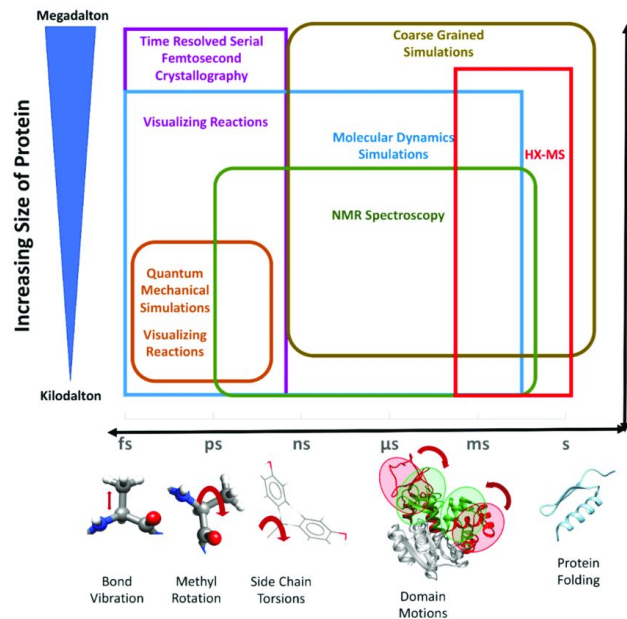 Megadalton
Time Resolved Serial
Femtosecond
Crystallography
Coarse Grained
Simulations
Visualizing Reactions
Molecular Dynamics
Simulations
HX-MS
NMR Spectroscopy
Increasing Size of Protein
Quantum
Mechanical
Simulations
Visualizing
Reactions
Kilodalton
fs ps ns µs ms s
Bond
Vibration
Methyl
Rotation
Side Chain
Torsions
Domain
Motions
Protein
Folding